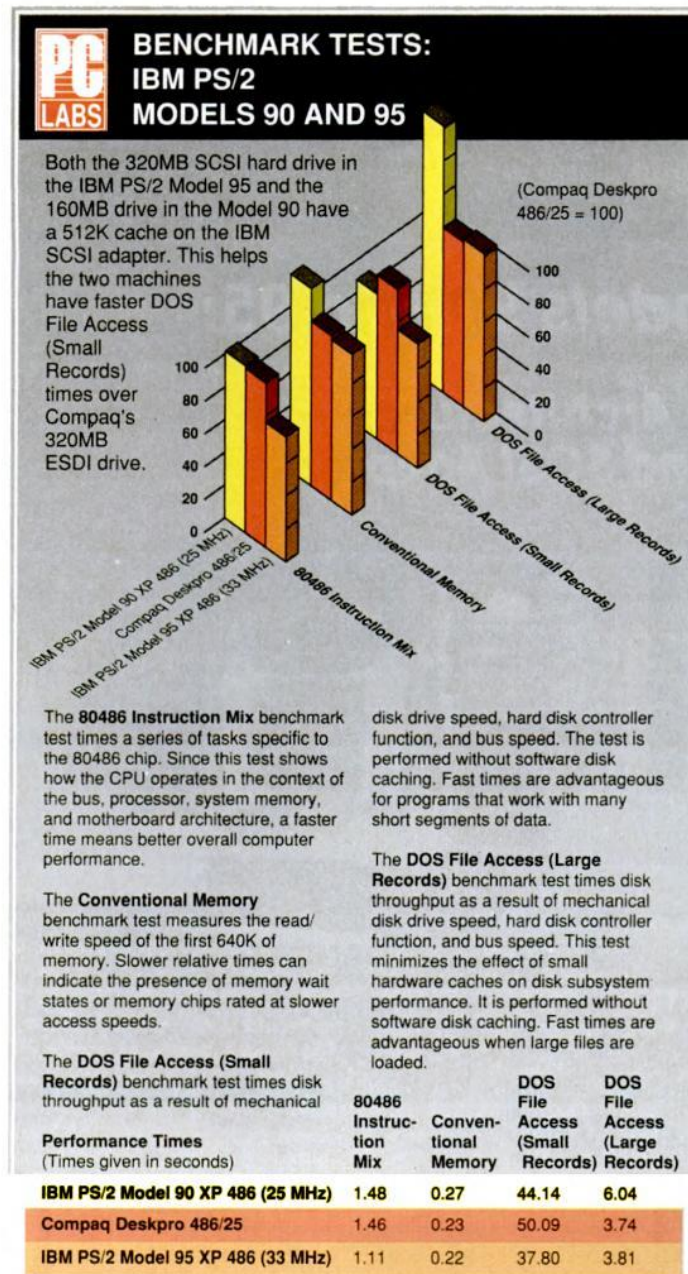 PC
LABS
BENCHMARK TESTS:
IBM PS/2
MODELS 90 AND 95
Both the 320MB SCSI hard drive in
the IBM PS/2 Model 95 and the
160MB drive in the Model 90 have
a 512K cache on the IBM
SCSI adapter. This helps
the two machines
have faster DOS
File Access
(Small
Records)
times over
Compaq's
320MB
ESDI drive.
(Compaq Deskpro
486/25 = 100)
100
80
60
40
20
0
100
80
60
40
20
0
IBM PS/2 Model 90 XP 486 (25 MHz)
Compaq Deskpro 486/25
IBM PS/2 Model 95 XP 486 (33 MHz)
80486 Instruction Mix
Conventional Memory
DOS File Access (Small Records)
DOS File Access (Large Records)
The 80486 Instruction Mix benchmark
test times a series of tasks specific to
the 80486 chip. Since this test shows
how the CPU operates in the context of
the bus, processor, system memory,
and motherboard architecture, a faster
time means better overall computer
performance.
The Conventional Memory
benchmark test measures the read/
write speed of the first 640K of
memory. Slower relative times can
indicate the presence of memory wait
states or memory chips rated at slower
access speeds.
The DOS File Access (Small
Records) benchmark test times disk
throughput as a result of mechanical
disk drive speed, hard disk controller
function, and bus speed. The test is
performed without software disk
caching. Fast times are advantageous
for programs that work with many
short segments of data.
The DOS File Access (Large
Records) benchmark test times disk
throughput as a result of mechanical
disk drive speed, hard disk controller
function, and bus speed. This test
minimizes the effect of small
hardware caches on disk subsystem
performance. It is performed without
software disk caching. Fast times are
advantageous when large files are
loaded.
Performance Times
(Times given in seconds)
80486
Instruc-
tion
Mix
Conven-
tional
Memory
DOS
File
Access
(Small
Records)
DOS
File
Access
(Large
Records)
IBM PS/2 Model 90 XP 486 (25 MHz) 1.48 0.27 44.14 6.04
Compaq Deskpro 486/25 1.46 0.23 50.09 3.74
IBM PS/2 Model 95 XP 486 (33 MHz) 1.11 0.22 37.80 3.81